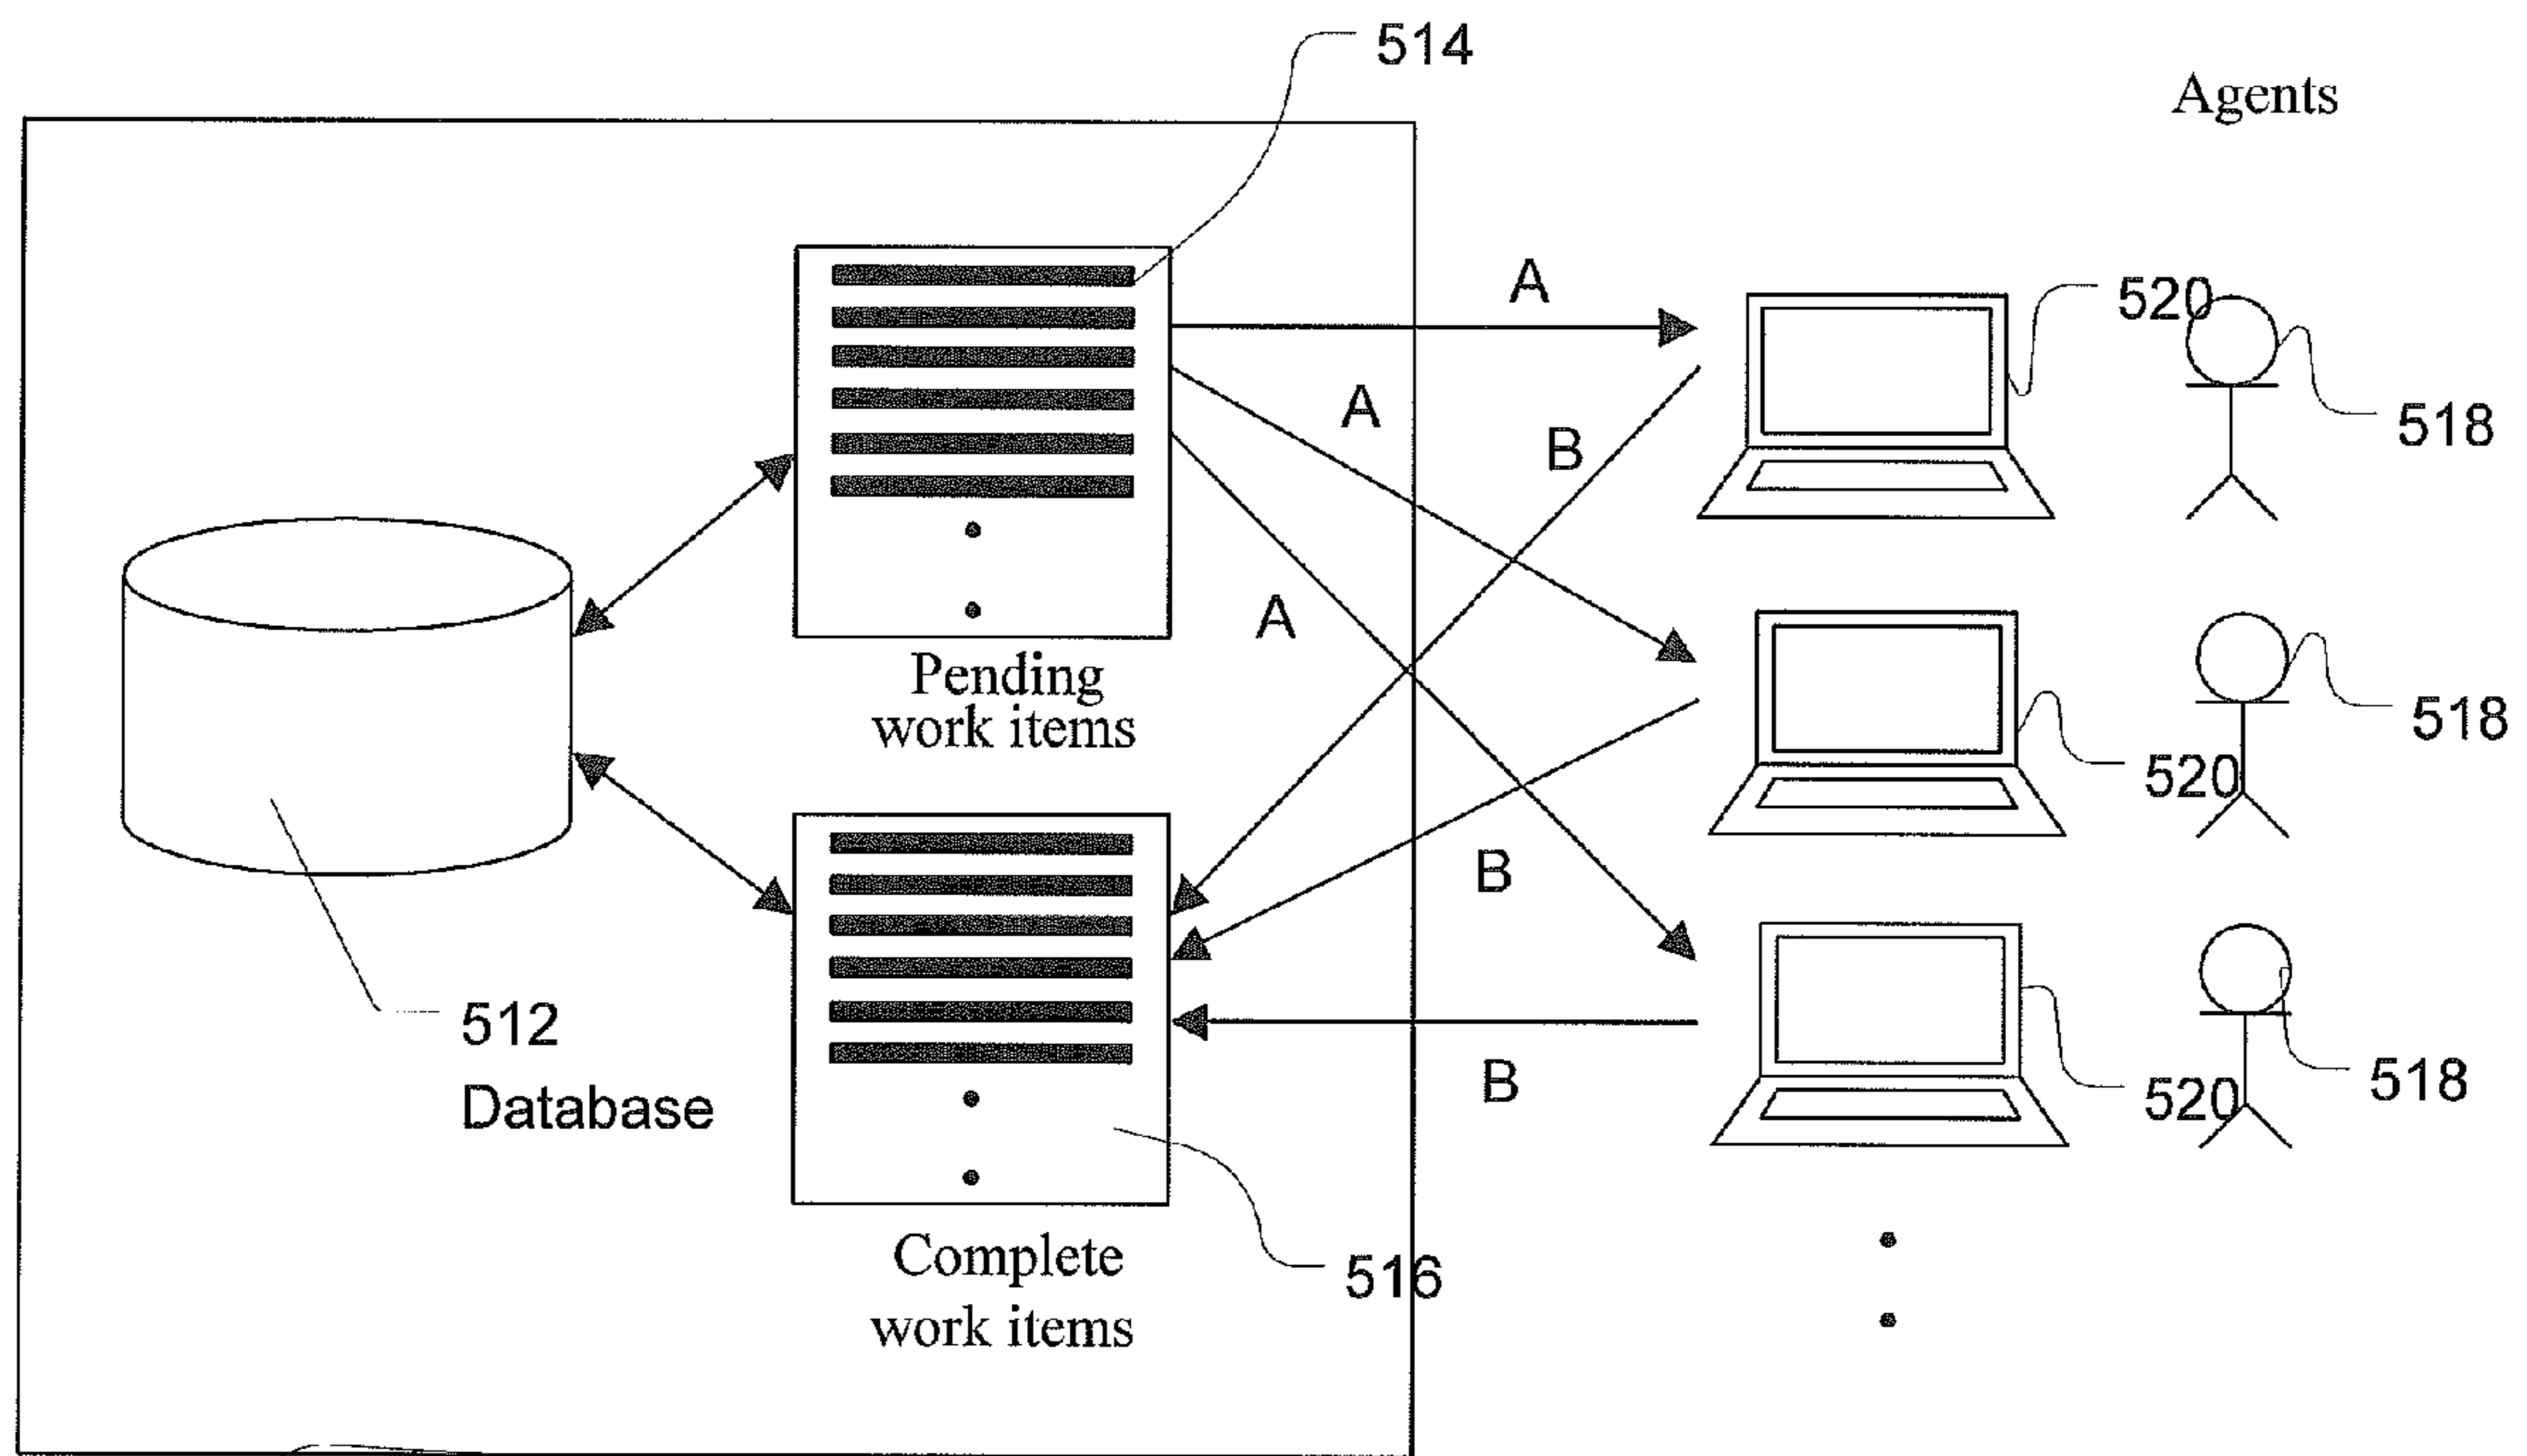 514
Agents
A
520
A
518
B
Pending
work items
A
518
520
B
512
Database
B
520
518
Complete
work items
516